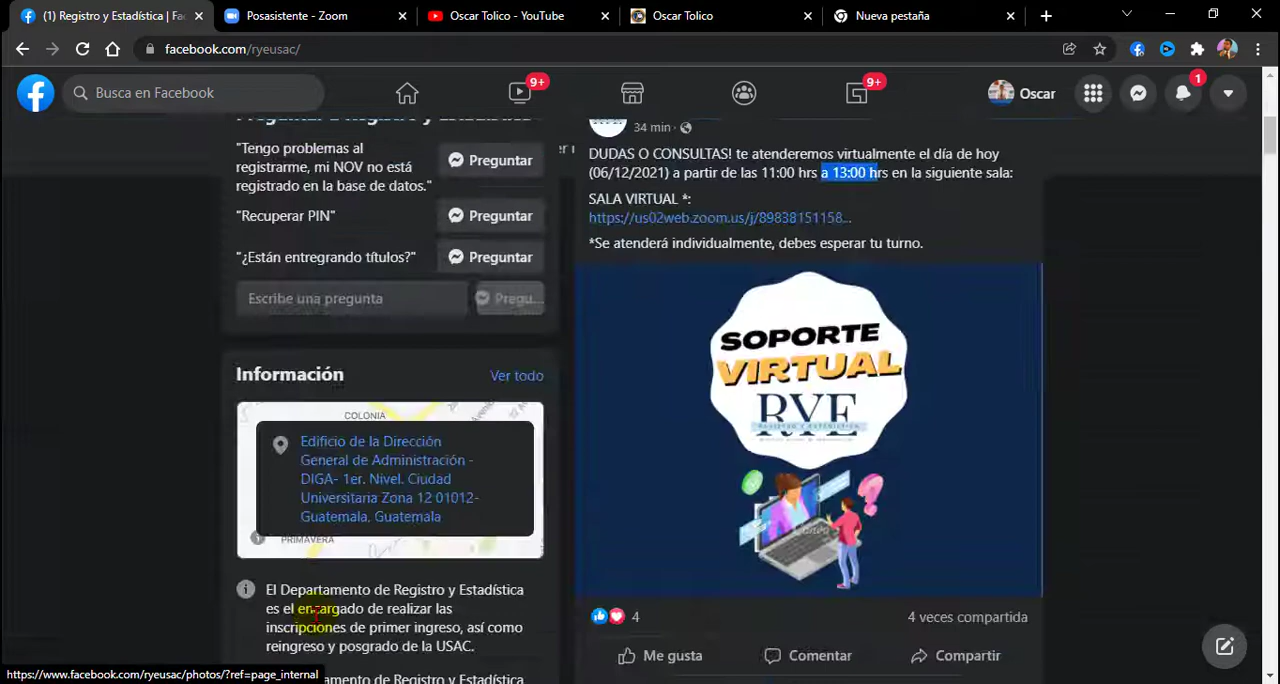 (1) Registro y Estadística | Fa
Posasistente - Zoom
Oscar Tolico - YouTube
Oscar Tolico
Nueva pestaña
facebook.com/ryeusac/
Busca en Facebook
9+
9+
Oscar
1
Preguntar a Registro y Estadística
"Tengo problemas al
registrarme, mi NOV no está
registrado en la base de datos."
Preguntar
"Recuperar PIN"
Preguntar
"¿Están entregando títulos?"
Preguntar
Escribe una pregunta
Pregu...
Información
Ver todo
COLONIA
Edificio de la Dirección
General de Administración -
DIGA- 1er. Nivel. Ciudad
Universitaria Zona 12 01012-
Guatemala, Guatemala
PRIMAVERA
El Departamento de Registro y Estadística
es el encargado de realizar las
inscripciones de primer ingreso, así como
reingreso y posgrado de la USAC.
34 min ·
DUDAS O CONSULTAS! te atenderemos virtualmente el día de hoy
(06/12/2021) a partir de las 11:00 hrs a 13:00 hrs en la siguiente sala:
SALA VIRTUAL *:
https://us02web.zoom.us/j/89838151158...
*Se atenderá individualmente, debes esperar tu turno.
SOPORTE
VIRTUAL
RYE
4
4 veces compartida
Me gusta
Comentar
Compartir
https://www.facebook.com/ryeusac/photos/?ref=page_internal